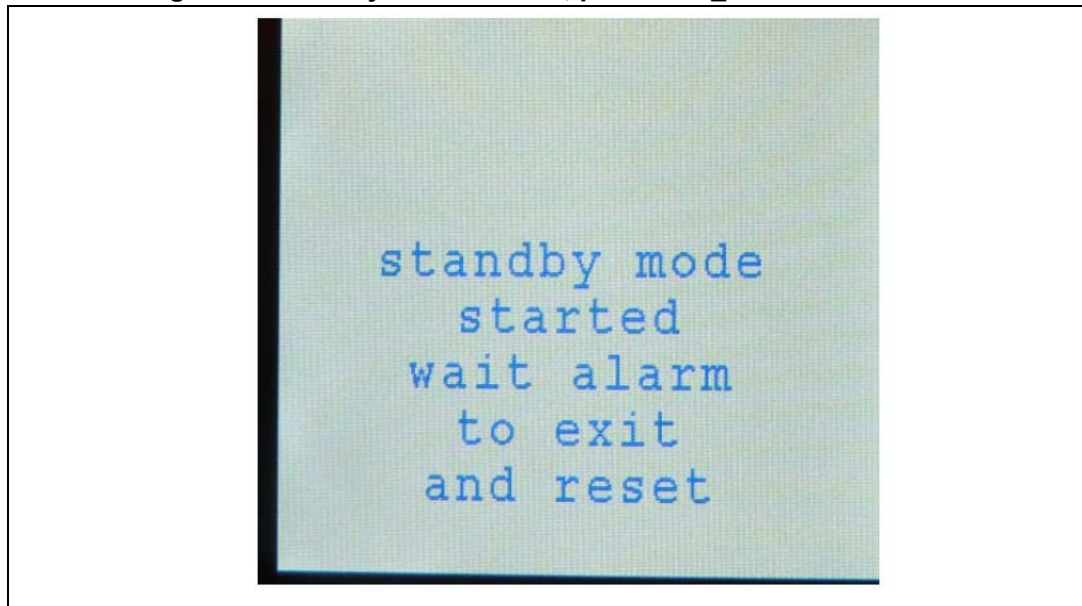 standby mode
started
wait alarm
to exit
and reset